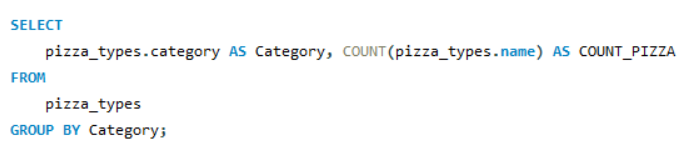 SELECT
pizza_types.category AS Category, COUNT(pizza_types.name) AS COUNT_PIZZA
FROM
pizza_types
GROUP BY Category;